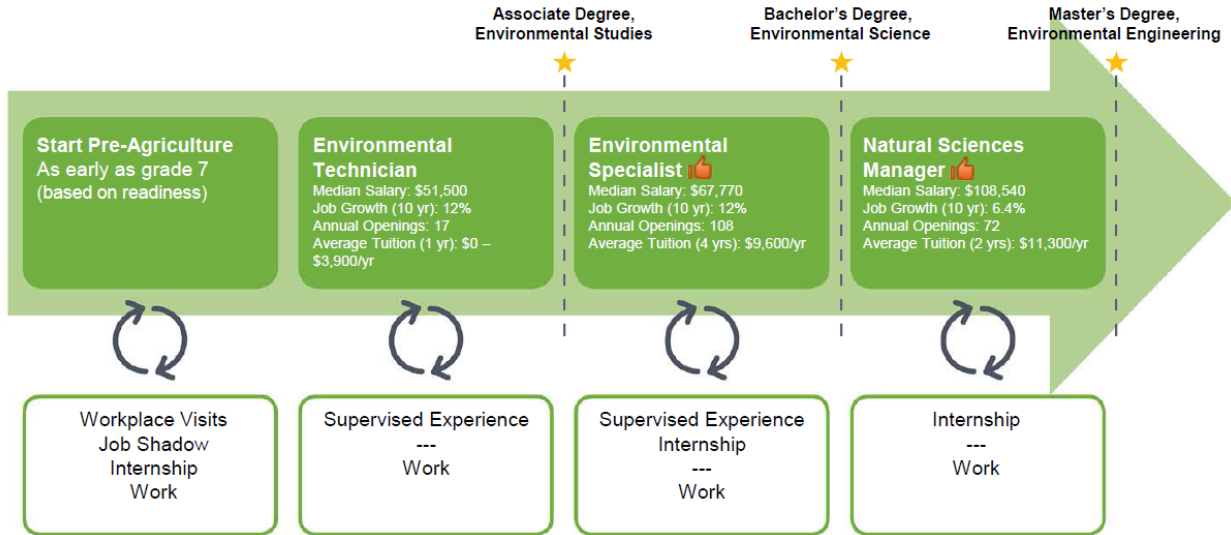 Associate Degree,
Environmental Studies
Bachelor's Degree,
Environmental Science
Master's Degree,
Environmental Engineering
Start Pre-Agriculture
As early as grade 7
(based on readiness)
Environmental
Technician
Median Salary: $51,500
Job Growth (10 yr): 12%
Annual Openings: 17
Average Tuition (1 yr): $0 –
$3,900/yr
Environmental
Specialist
Median Salary: $67,770
Job Growth (10 yr): 12%
Annual Openings: 108
Average Tuition (4 yrs): $9,600/yr
Natural Sciences
Manager
Median Salary: $108,540
Job Growth (10 yr): 6.4%
Annual Openings: 72
Average Tuition (2 yrs): $11,300/yr
Workplace Visits
Job Shadow
Internship
Work
Supervised Experience
---
Work
Supervised Experience
Internship
---
Work
Internship
---
Work